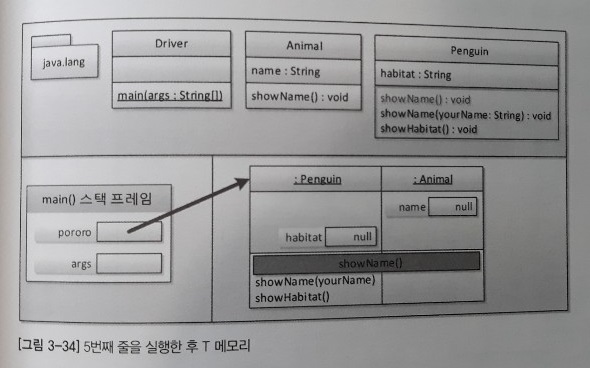 java.lang
Driver
main(args : String[])
Animal
name : String
showName() : void
Penguin
habitat : String
showName() : void
showName(yourName: String) : void
showHabitat() : void
main() 스택 프레임
pororo
args
: Penguin
: Animal
name null
habitat null
showName()
showName(yourName)
showHabitat()
[그림 3-34] 5번째 줄을 실행한 후 T 메모리